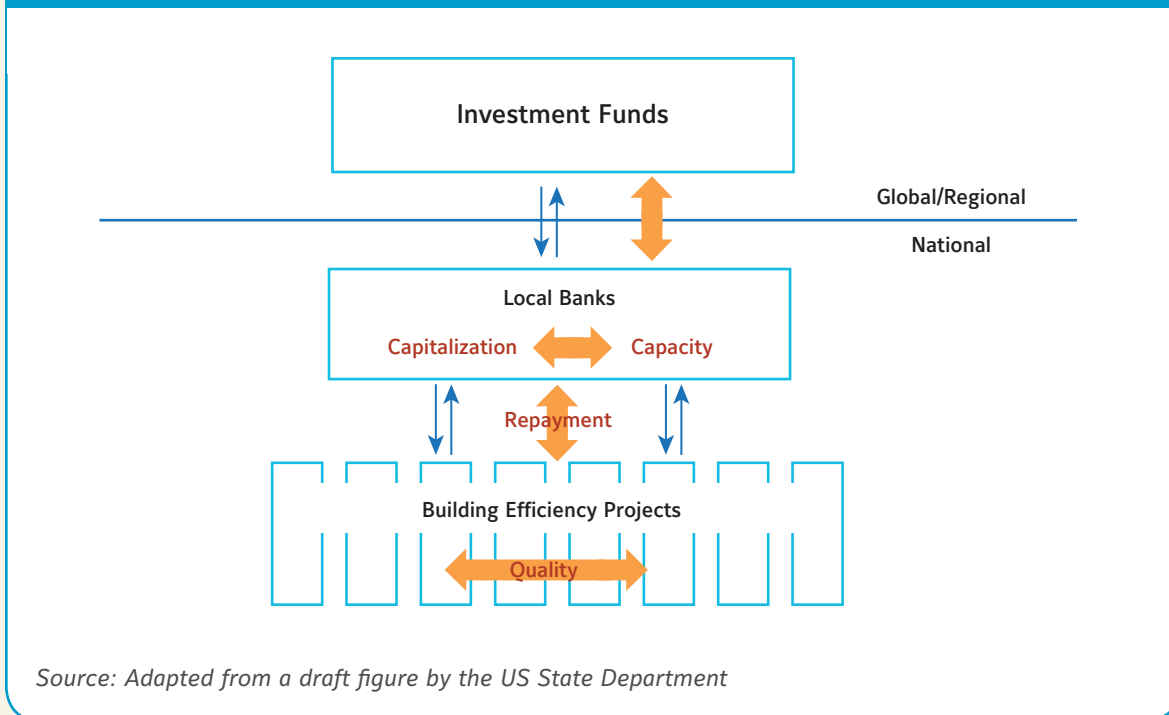 Investment Funds
Global/Regional
National
Local Banks
Capitalization
Capacity
Repayment
Building Efficiency Projects
Quality
Source: Adapted from a draft figure by the US State Department